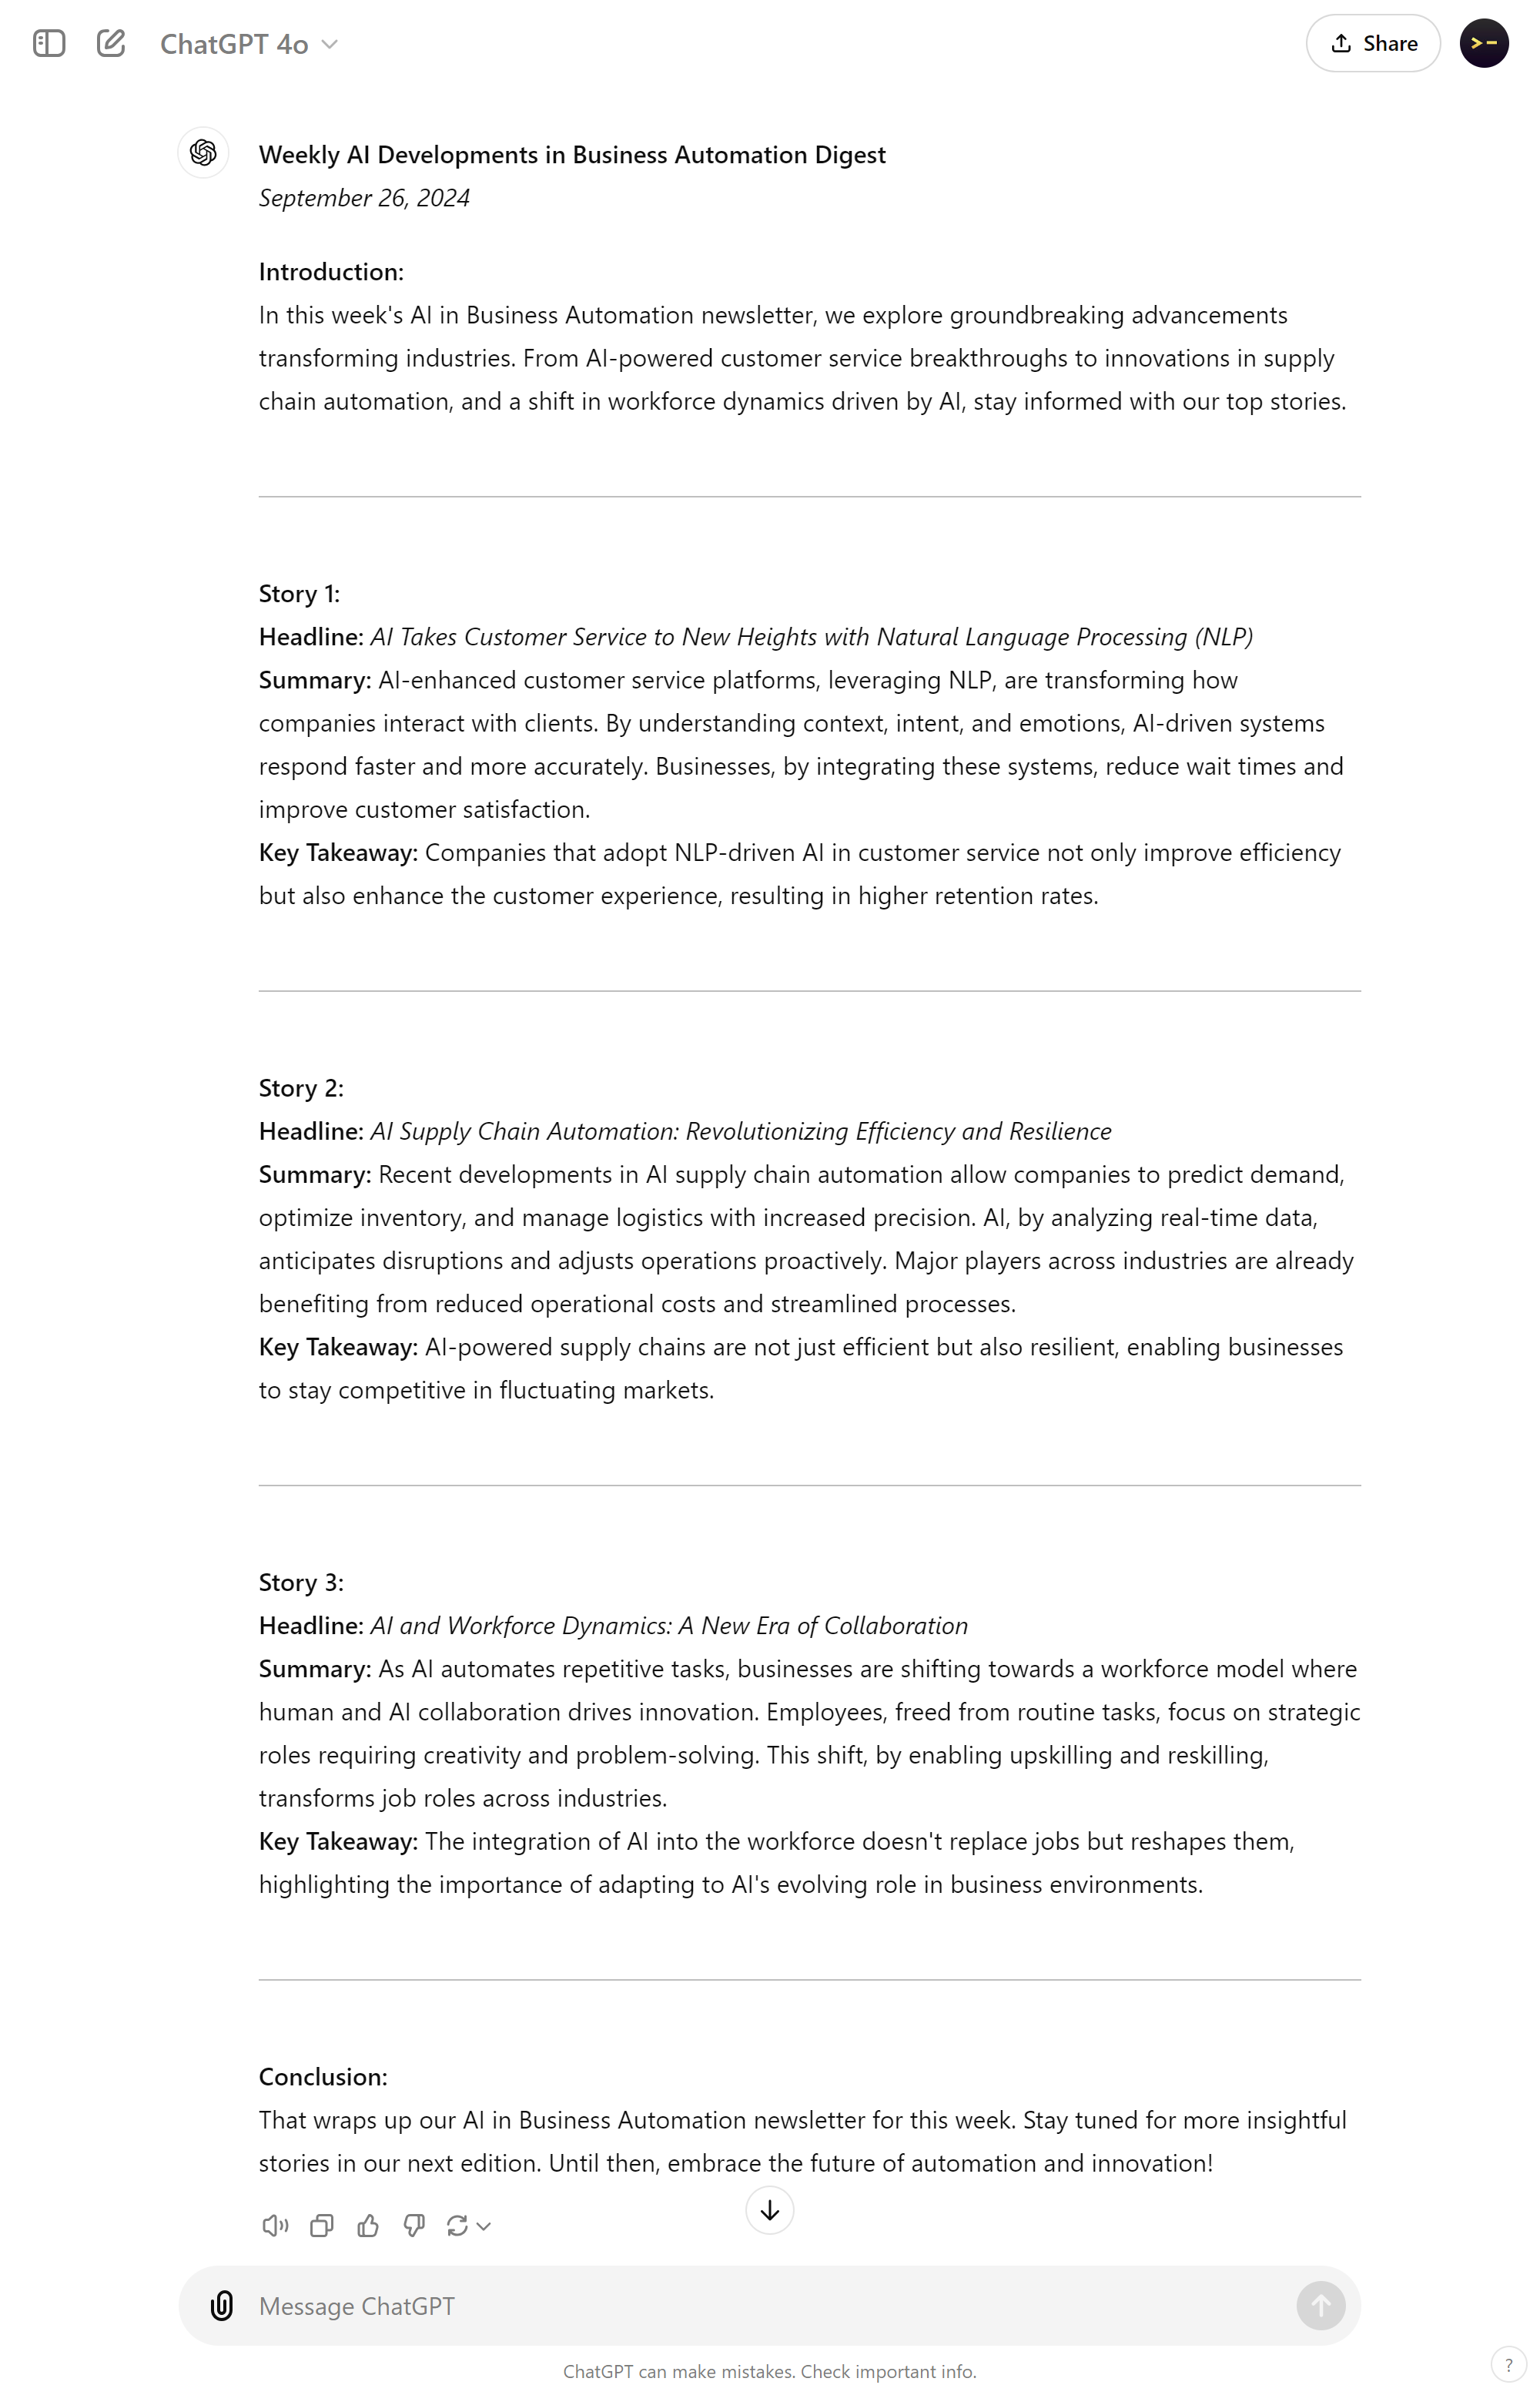 ChatGPT 4o
Share
Weekly AI Developments in Business Automation Digest
September 26, 2024
Introduction:
In this week's AI in Business Automation newsletter, we explore groundbreaking advancements
transforming industries. From AI-powered customer service breakthroughs to innovations in supply
chain automation, and a shift in workforce dynamics driven by AI, stay informed with our top stories.
Story 1:
Headline: AI Takes Customer Service to New Heights with Natural Language Processing (NLP)
Summary: AI-enhanced customer service platforms, leveraging NLP, are transforming how
companies interact with clients. By understanding context, intent, and emotions, AI-driven systems
respond faster and more accurately. Businesses, by integrating these systems, reduce wait times and
improve customer satisfaction.
Key Takeaway: Companies that adopt NLP-driven AI in customer service not only improve efficiency
but also enhance the customer experience, resulting in higher retention rates.
Story 2:
Headline: AI Supply Chain Automation: Revolutionizing Efficiency and Resilience
Summary: Recent developments in AI supply chain automation allow companies to predict demand,
optimize inventory, and manage logistics with increased precision. AI, by analyzing real-time data,
anticipates disruptions and adjusts operations proactively. Major players across industries are already
benefiting from reduced operational costs and streamlined processes.
Key Takeaway: AI-powered supply chains are not just efficient but also resilient, enabling businesses
to stay competitive in fluctuating markets.
Story 3:
Headline: AI and Workforce Dynamics: A New Era of Collaboration
Summary: As AI automates repetitive tasks, businesses are shifting towards a workforce model where
human and AI collaboration drives innovation. Employees, freed from routine tasks, focus on strategic
roles requiring creativity and problem-solving. This shift, by enabling upskilling and reskilling,
transforms job roles across industries.
Key Takeaway: The integration of AI into the workforce doesn't replace jobs but reshapes them,
highlighting the importance of adapting to AI's evolving role in business environments.
Conclusion:
That wraps up our AI in Business Automation newsletter for this week. Stay tuned for more insightful
stories in our next edition. Until then, embrace the future of automation and innovation!
Message ChatGPT
ChatGPT can make mistakes. Check important info.
?